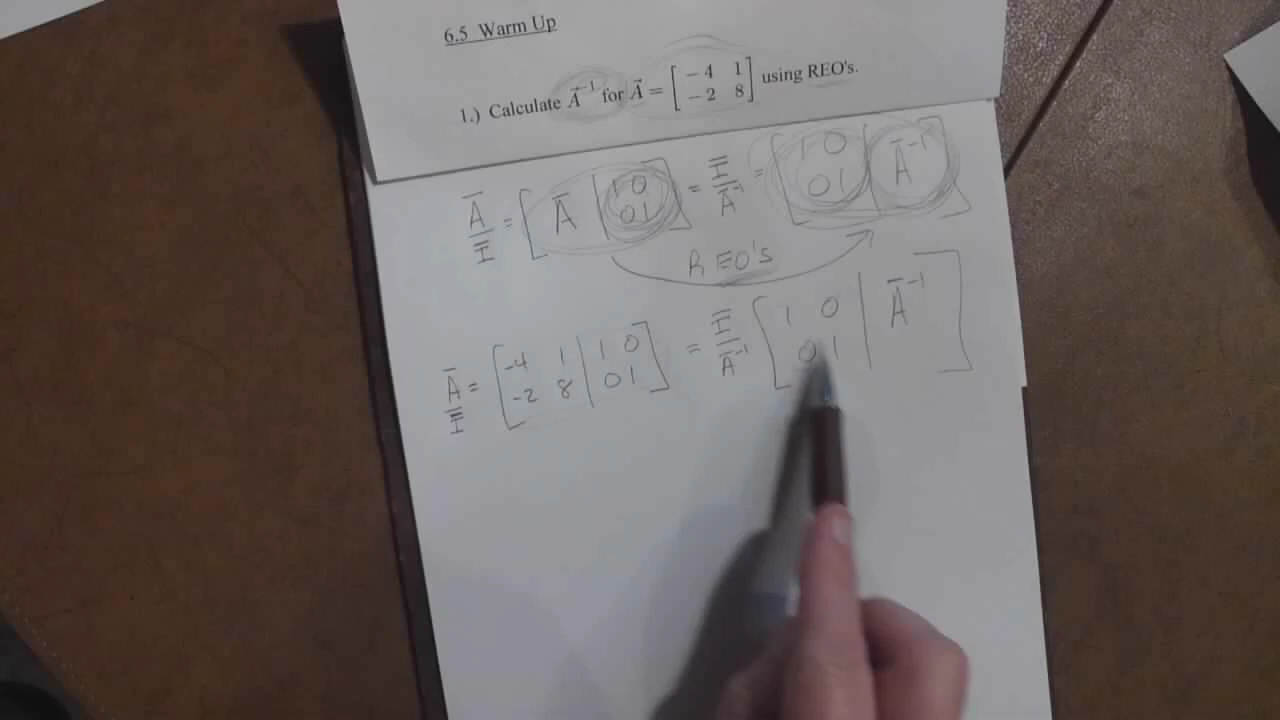 6.5 Warm Up
1.) Calculate A⃗⁻¹ for A⃗ = [ -4 1 ; -2 8 ] using REO's.
A̅/I = [ A̅ | 1 0 ; 0 1 ] = I/A̅⁻¹ = [ 1 0 ; 0 1 | A̅⁻¹ ]
REO'S
A̅/I = [ -4 1 | 1 0 ; -2 8 | 0 1 ] = I/A̅⁻¹ [ 1 0 ; 0 1 | A̅⁻¹ ]